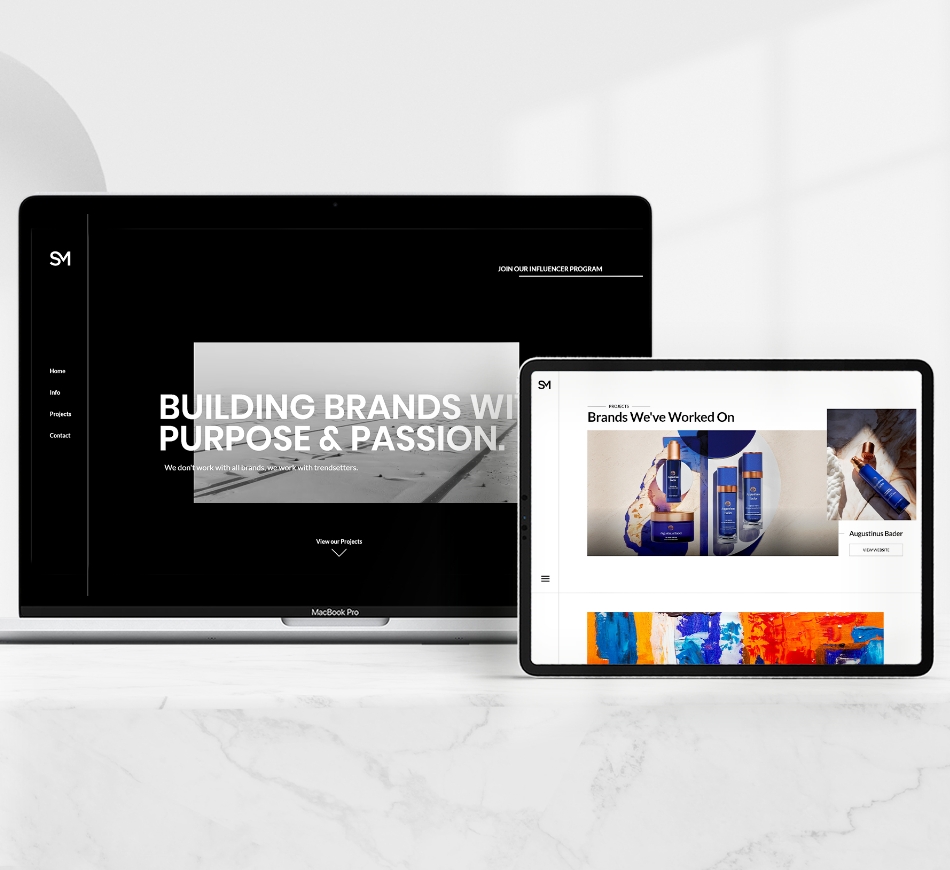 SM
JOIN OUR INFLUENCER PROGRAM
Home
Info
Projects
Contact
BUILDING BRANDS WI
PURPOSE & PASSION.
We don't work with all brands, we work with trendsetters.
View our Projects
MacBook Pro
SM
PROJECTS
Brands We've Worked On
Augustinus Bader
VIEW WEBSITE